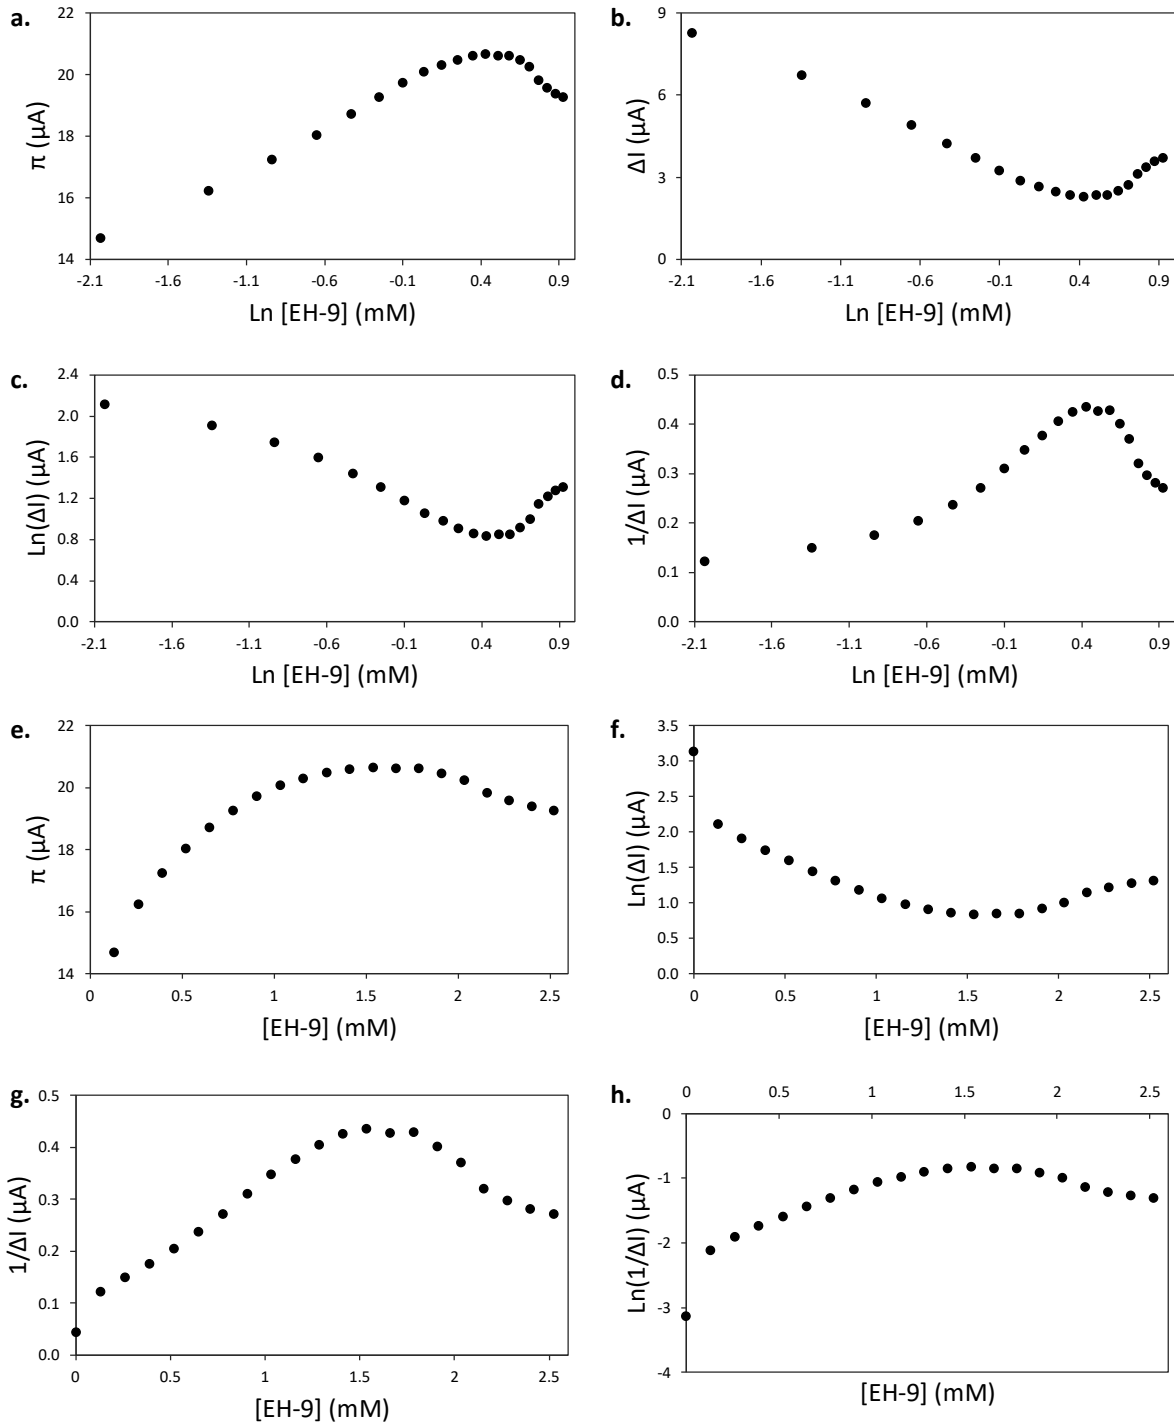 a.
π (μA)
22
20
18
16
14
-2.1 -1.6 -1.1 -0.6 -0.1 0.4 0.9
Ln [EH-9] (mM)
b.
ΔI (μA)
9
6
3
0
-2.1 -1.6 -1.1 -0.6 -0.1 0.4 0.9
Ln [EH-9] (mM)
c.
Ln(ΔI) (μA)
2.4
2.0
1.6
1.2
0.8
0.4
0.0
-2.1 -1.6 -1.1 -0.6 -0.1 0.4 0.9
Ln [EH-9] (mM)
d.
1/ΔI (μA)
0.5
0.4
0.3
0.2
0.1
0.0
-2.1 -1.6 -1.1 -0.6 -0.1 0.4 0.9
Ln [EH-9] (mM)
e.
π (μA)
22
20
18
16
14
0 0.5 1 1.5 2 2.5
[EH-9] (mM)
f.
Ln(ΔI) (μA)
3.5
3.0
2.5
2.0
1.5
1.0
0.5
0.0
0 0.5 1 1.5 2 2.5
[EH-9] (mM)
g.
1/ΔI (μA)
0.5
0.4
0.3
0.2
0.1
0.0
0 0.5 1 1.5 2 2.5
[EH-9] (mM)
h.
0 0.5 1 1.5 2 2.5
Ln(1/ΔI) (μA)
0
-1
-2
-3
-4
[EH-9] (mM)